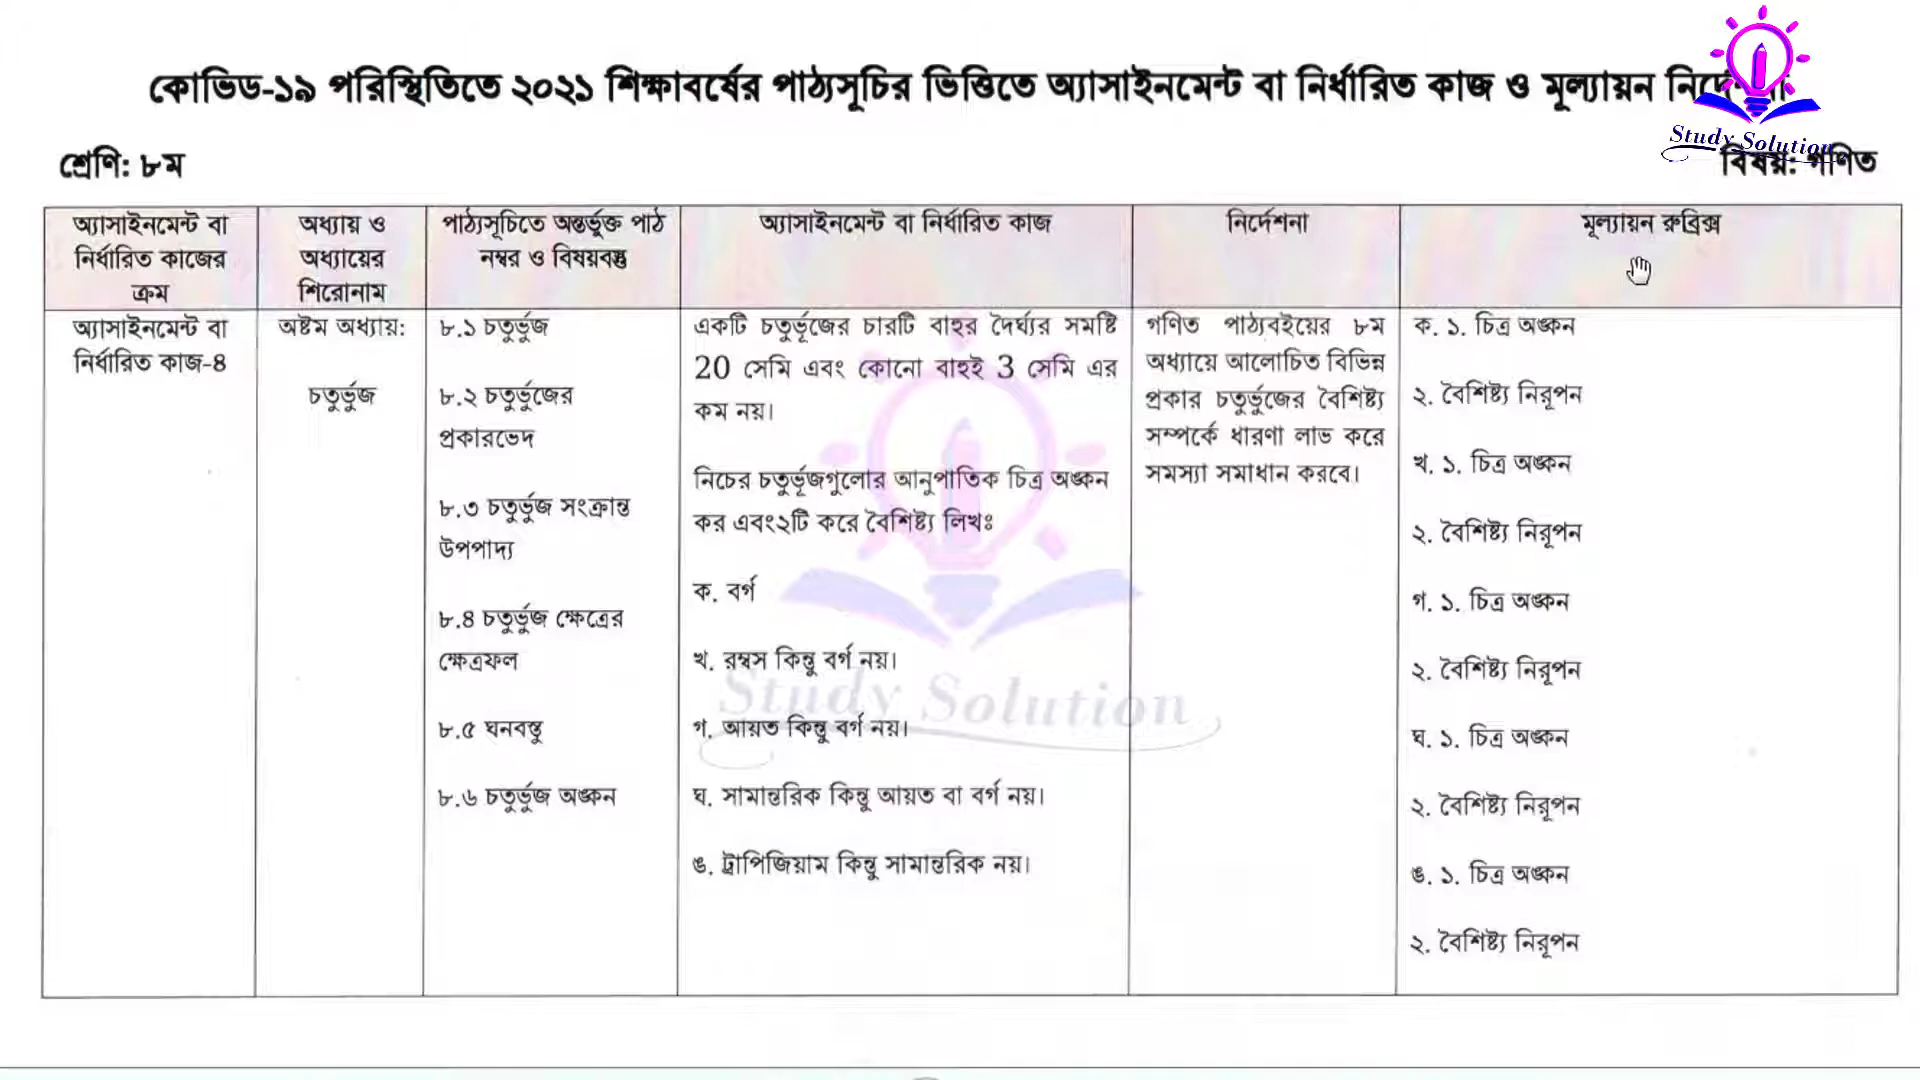 কোভিড-১৯ পরিস্থিতিতে ২০২১ শিক্ষাবর্ষের পাঠ্যসূচির ভিত্তিতে অ্যাসাইনমেন্ট বা নির্ধারিত কাজ ও মূল্যায়ন
Study Solution
শ্রেণি: ৮ম
বিষয়: গণিত
অ্যাসাইনমেন্ট বা
নির্ধারিত কাজের
ক্রম
অধ্যায় ও
অধ্যায়ের
শিরোনাম
পাঠ্যসূচিতে অন্তর্ভুক্ত পাঠ
নম্বর ও বিষয়বস্তু
অ্যাসাইনমেন্ট বা নির্ধারিত কাজ
নির্দেশনা
মূল্যায়ন রুব্রিক্স
অ্যাসাইনমেন্ট বা
নির্ধারিত কাজ-৪
অষ্টম অধ্যায়:
চতুর্ভুজ
৮.১ চতুর্ভুজ
৮.২ চতুর্ভুজের
প্রকারভেদ
৮.৩ চতুর্ভুজ সংক্রান্ত
উপপাদ্য
৮.৪ চতুর্ভুজ ক্ষেত্রের
ক্ষেত্রফল
৮.৫ ঘনবস্তু
৮.৬ চতুর্ভুজ অঙ্কন
একটি চতুর্ভূজের চারটি বাহুর দৈর্ঘ্যর সমষ্টি
20 সেমি এবং কোনো বাহুই 3 সেমি এর
কম নয়।
নিচের চতুর্ভূজগুলোর আনুপাতিক চিত্র অঙ্কন
কর এবং২টি করে বৈশিষ্ট্য লিখঃ
ক. বর্গ
খ. রম্বস কিন্তু বর্গ নয়।
গ. আয়ত কিন্তু বর্গ নয়।
ঘ. সামান্তরিক কিন্তু আয়ত বা বর্গ নয়।
ঙ. ট্রাপিজিয়াম কিন্তু সামান্তরিক নয়।
গণিত পাঠ্যবইয়ের ৮ম
অধ্যায়ে আলোচিত বিভিন্ন
প্রকার চতুর্ভুজের বৈশিষ্ট্য
সম্পর্কে ধারণা লাভ করে
সমস্যা সমাধান করবে।
ক. ১. চিত্র অঙ্কন
২. বৈশিষ্ট্য নিরূপন
খ. ১. চিত্র অঙ্কন
২. বৈশিষ্ট্য নিরূপন
গ. ১. চিত্র অঙ্কন
২. বৈশিষ্ট্য নিরূপন
ঘ. ১. চিত্র অঙ্কন
২. বৈশিষ্ট্য নিরূপন
ঙ. ১. চিত্র অঙ্কন
২. বৈশিষ্ট্য নিরূপন
Study Solution